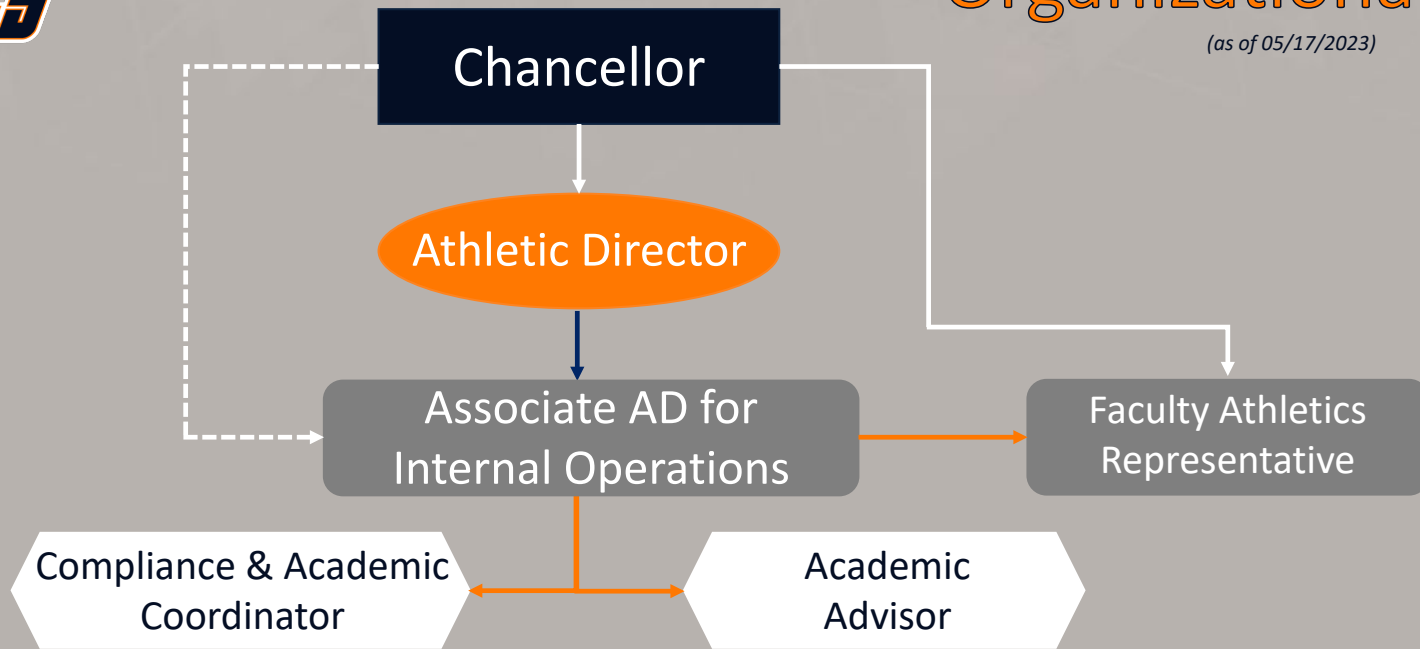 Organizational
(as of 05/17/2023)
Chancellor
Athletic Director
Associate AD for
Internal Operations
Faculty Athletics
Representative
Compliance & Academic
Coordinator
Academic
Advisor